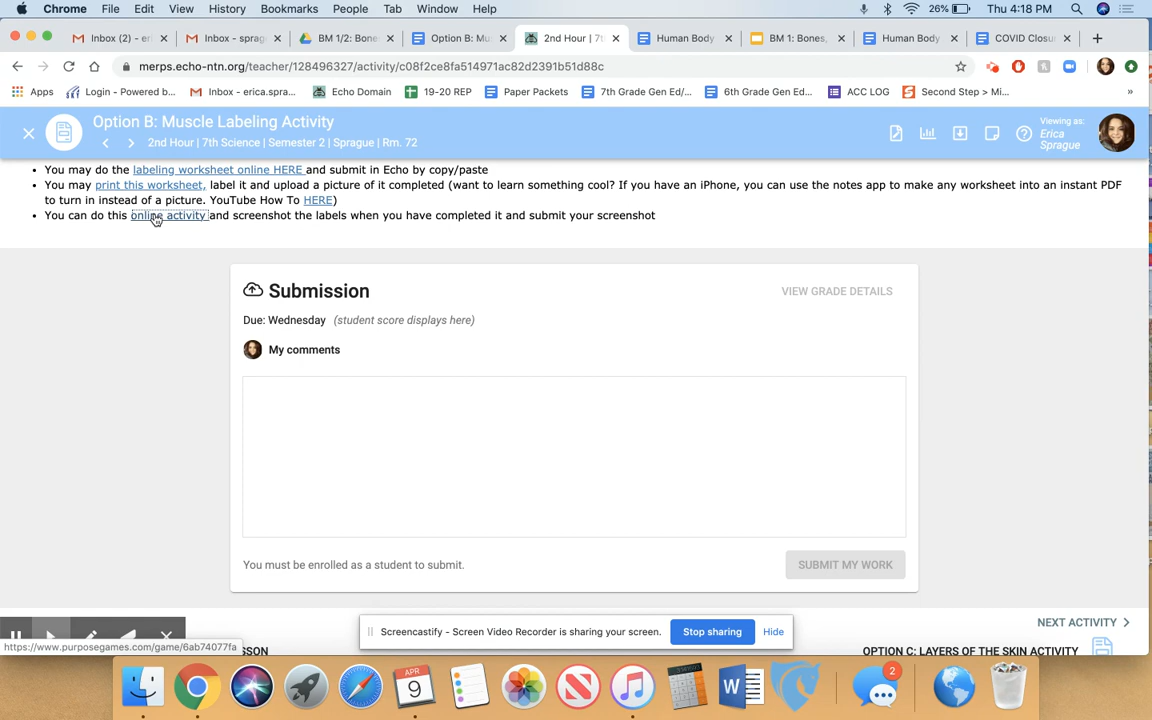 Chrome File Edit View History Bookmarks People Tab Window Help 26% Thu 4:18 PM
Inbox (2) - eri Inbox - sprag BM 1/2: Bone Option B: Mu 2nd Hour | 7t Human Body BM 1: Bones, Human Body COVID Closu
merps.echo-ntn.org/teacher/128496327/activity/c08f2ce8fa514971ac82d2391b51d88c
Apps Login - Powered b... Inbox - erica.spra... Echo Domain 19-20 REP Paper Packets 7th Grade Gen Ed/... 6th Grade Gen Ed... ACC LOG Second Step > Mi... »
Option B: Muscle Labeling Activity
2nd Hour | 7th Science | Semester 2 | Sprague | Rm. 72
Viewing as:
Erica
Sprague
• You may do the labeling worksheet online HERE and submit in Echo by copy/paste
• You may print this worksheet, label it and upload a picture of it completed (want to learn something cool? If you have an iPhone, you can use the notes app to make any worksheet into an instant PDF
to turn in instead of a picture. YouTube How To HERE)
• You can do this online activity and screenshot the labels when you have completed it and submit your screenshot
Submission
VIEW GRADE DETAILS
Due: Wednesday (student score displays here)
My comments
You must be enrolled as a student to submit.
SUBMIT MY WORK
NEXT ACTIVITY
Screencastify - Screen Video Recorder is sharing your screen. Stop sharing Hide
https://www.purposegames.com/game/6ab74077fa
SSON
OPTION C: LAYERS OF THE SKIN ACTIVITY
APR
9
W
2